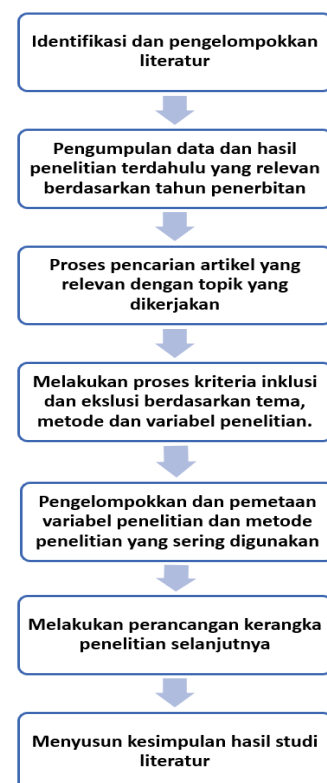 Identifikasi dan pengelompokkan
literatur
Pengumpulan data dan hasil
penelitian terdahulu yang relevan
berdasarkan tahun penerbitan
Proses pencarian artikel yang
relevan dengan topik yang
dikerjakan
Melakukan proses kriteria inklusi
dan ekslusi berdasarkan tema,
metode dan variabel penelitian.
Pengelompokkan dan pemetaan
variabel penelitian dan metode
penelitian yang sering digunakan
Melakukan perancangan kerangka
penelitian selanjutnya
Menyusun kesimpulan hasil studi
literatur